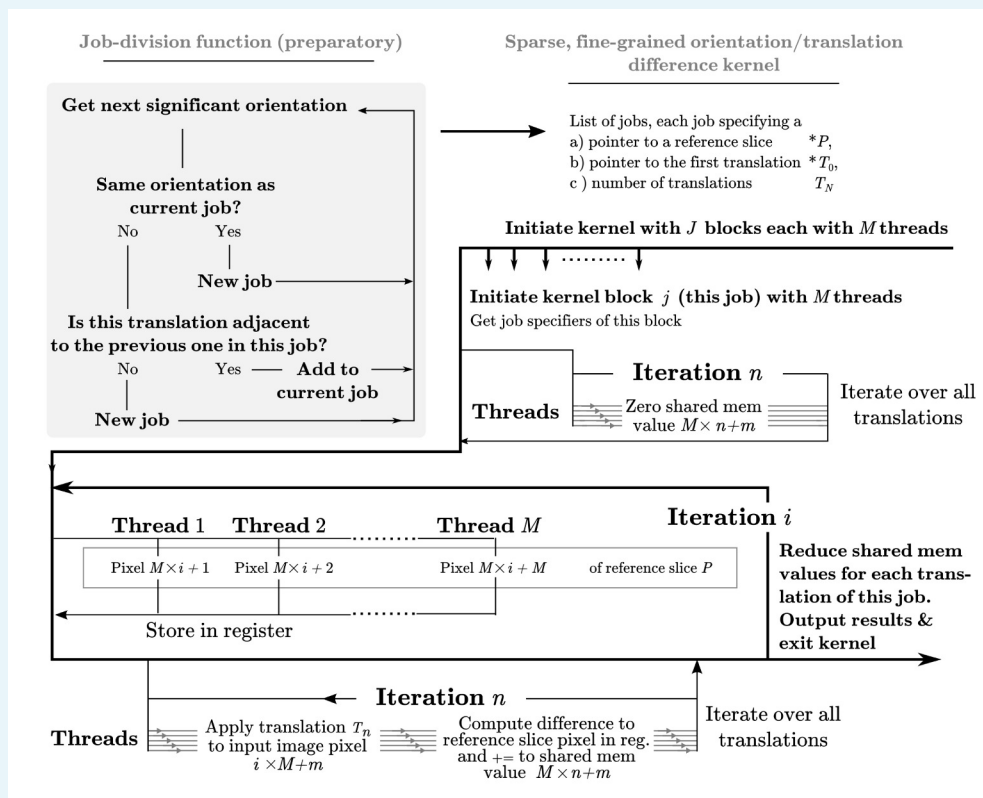 Job-division function (preparatory)
Get next significant orientation
Same orientation as
current job?
No Yes
New job
Is this translation adjacent
to the previous one in this job?
No Yes Add to
current job
New job
Sparse, fine-grained orientation/translation
difference kernel
List of jobs, each job specifying a
a) pointer to a reference slice *P,
b) pointer to the first translation *T₀,
c ) number of translations T_N
Initiate kernel with J blocks each with M threads
Initiate kernel block j (this job) with M threads
Get job specifiers of this block
Iteration n
Threads
Zero shared mem
value M× n+m
Iterate over all
translations
Iteration i
Thread 1 Thread 2 Thread M
Pixel M×i+1 Pixel M×i+2 Pixel M×i+M of reference slice P
Store in register
Reduce shared mem
values for each trans-
lation of this job.
Output results &
exit kernel
Iteration n
Threads
Apply translation Tₙ
to input image pixel
i ×M+m
Compute difference to
reference slice pixel in reg.
and += to shared mem
value M×n+m
Iterate over all
translations